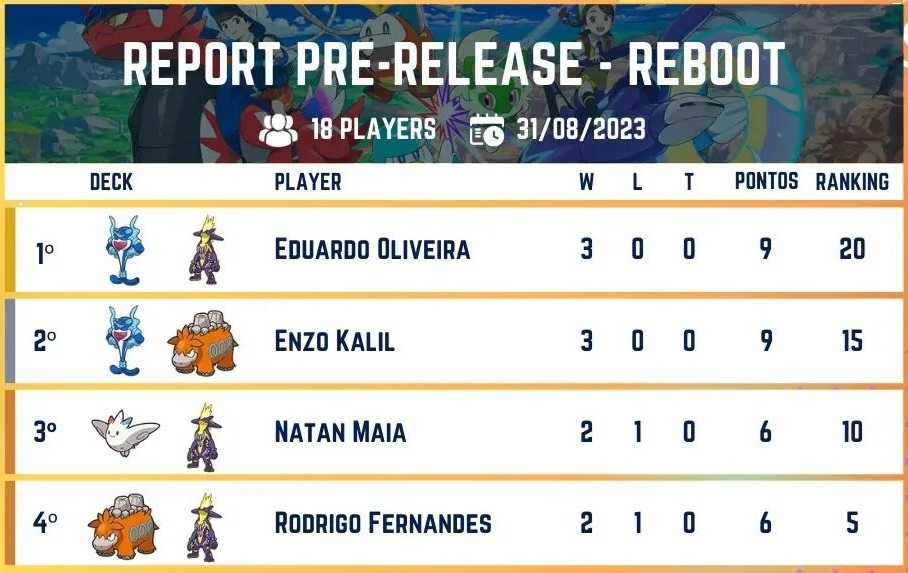 REPORT PRE-RELEASE - REBOOT
18 PLAYERS 31/08/2023
DECK PLAYER W L T PONTOS RANKING
1º EDUARDO OLIVEIRA 3 0 0 9 20
2º ENZO KALIL 3 0 0 9 15
3º NATAN MAIA 2 1 0 6 10
4º RODRIGO FERNANDES 2 1 0 6 5